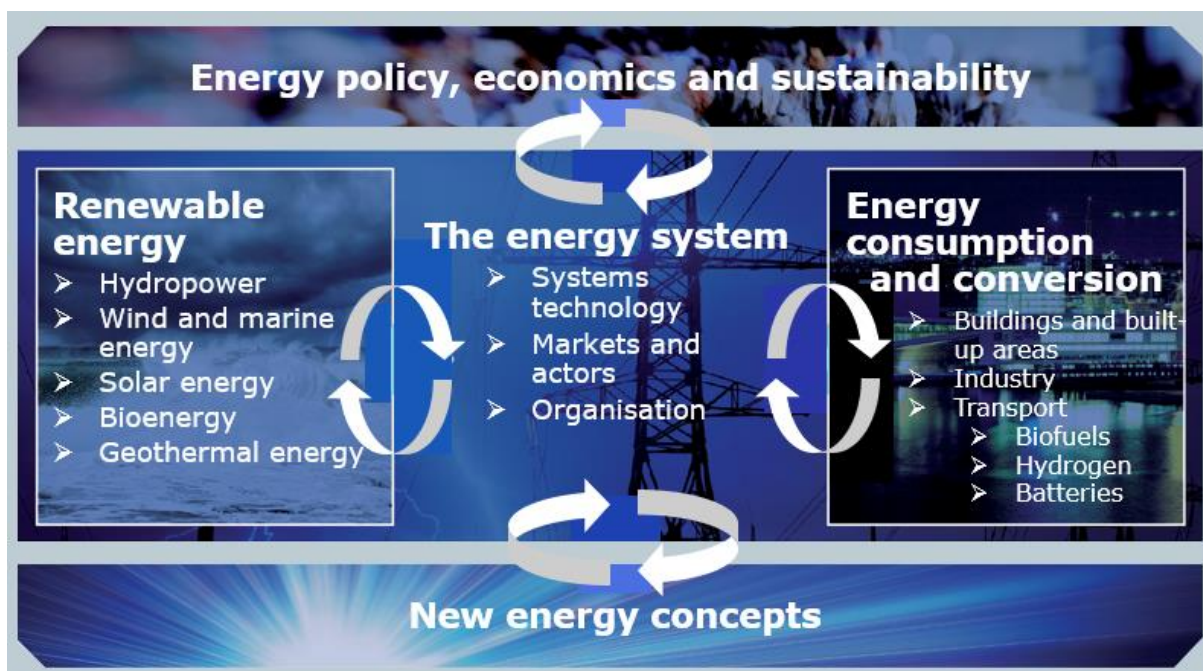 Energy policy, economics and sustainability
Renewable
energy
➢ Hydropower
➢ Wind and marine
energy
➢ Solar energy
➢ Bioenergy
➢ Geothermal energy
The energy system
➢ Systems
technology
➢ Markets and
actors
➢ Organisation
Energy
consumption
and conversion
➢ Buildings and built-
up areas
➢ Industry
➢ Transport
➢ Biofuels
➢ Hydrogen
➢ Batteries
New energy concepts